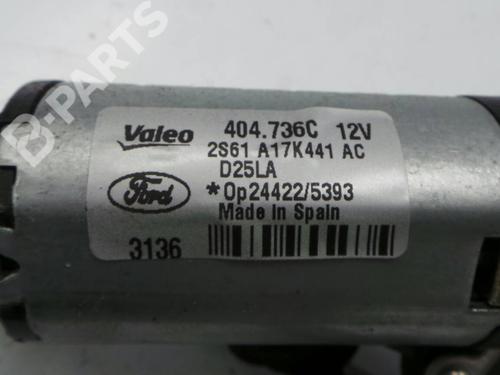 B-PARTS
Valeo 404.736C 12V
2S61 A17K441 AC
D25LA
Ford *Op24422/5393
Made In Spain
3136